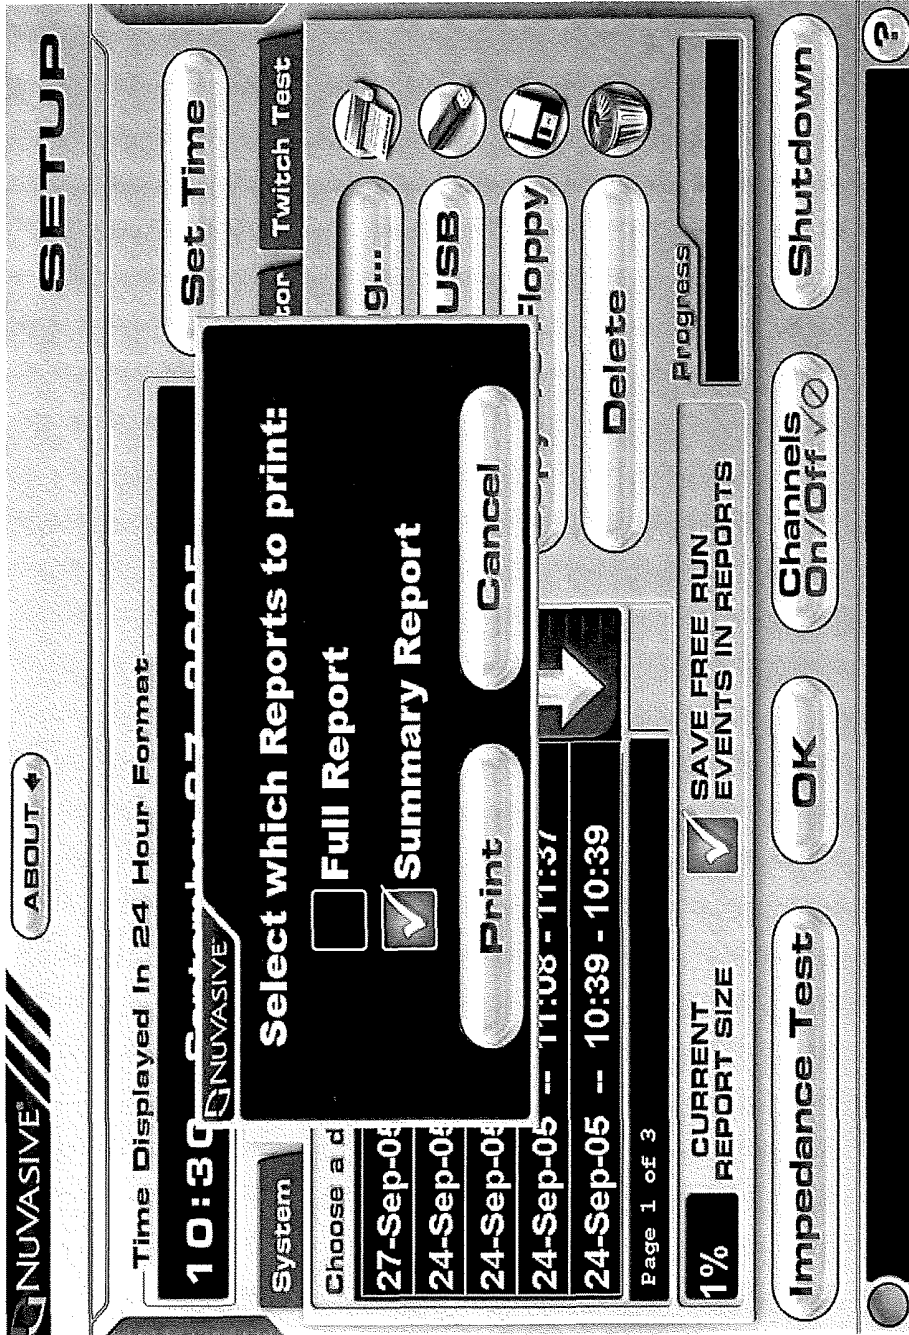 NUVASIVE®
ABOUT
SETUP
Time Displayed In 24 Hour Format
10:30
Set Time
System
Twitch Test
NUVASIVE
Select which Reports to print:
Full Report
Summary Report
Print
Cancel
Choose a
27-Sep-05
24-Sep-05
24-Sep-05
24-Sep-05 -- 11:08 - 11:37
24-Sep-05 -- 10:39 - 10:39
Page 1 of 3
USB
Floppy
Delete
Progress
1%
CURRENT
REPORT SIZE
SAVE FREE RUN
EVENTS IN REPORTS
Impedance Test
OK
Channels
On/Off
Shutdown
?